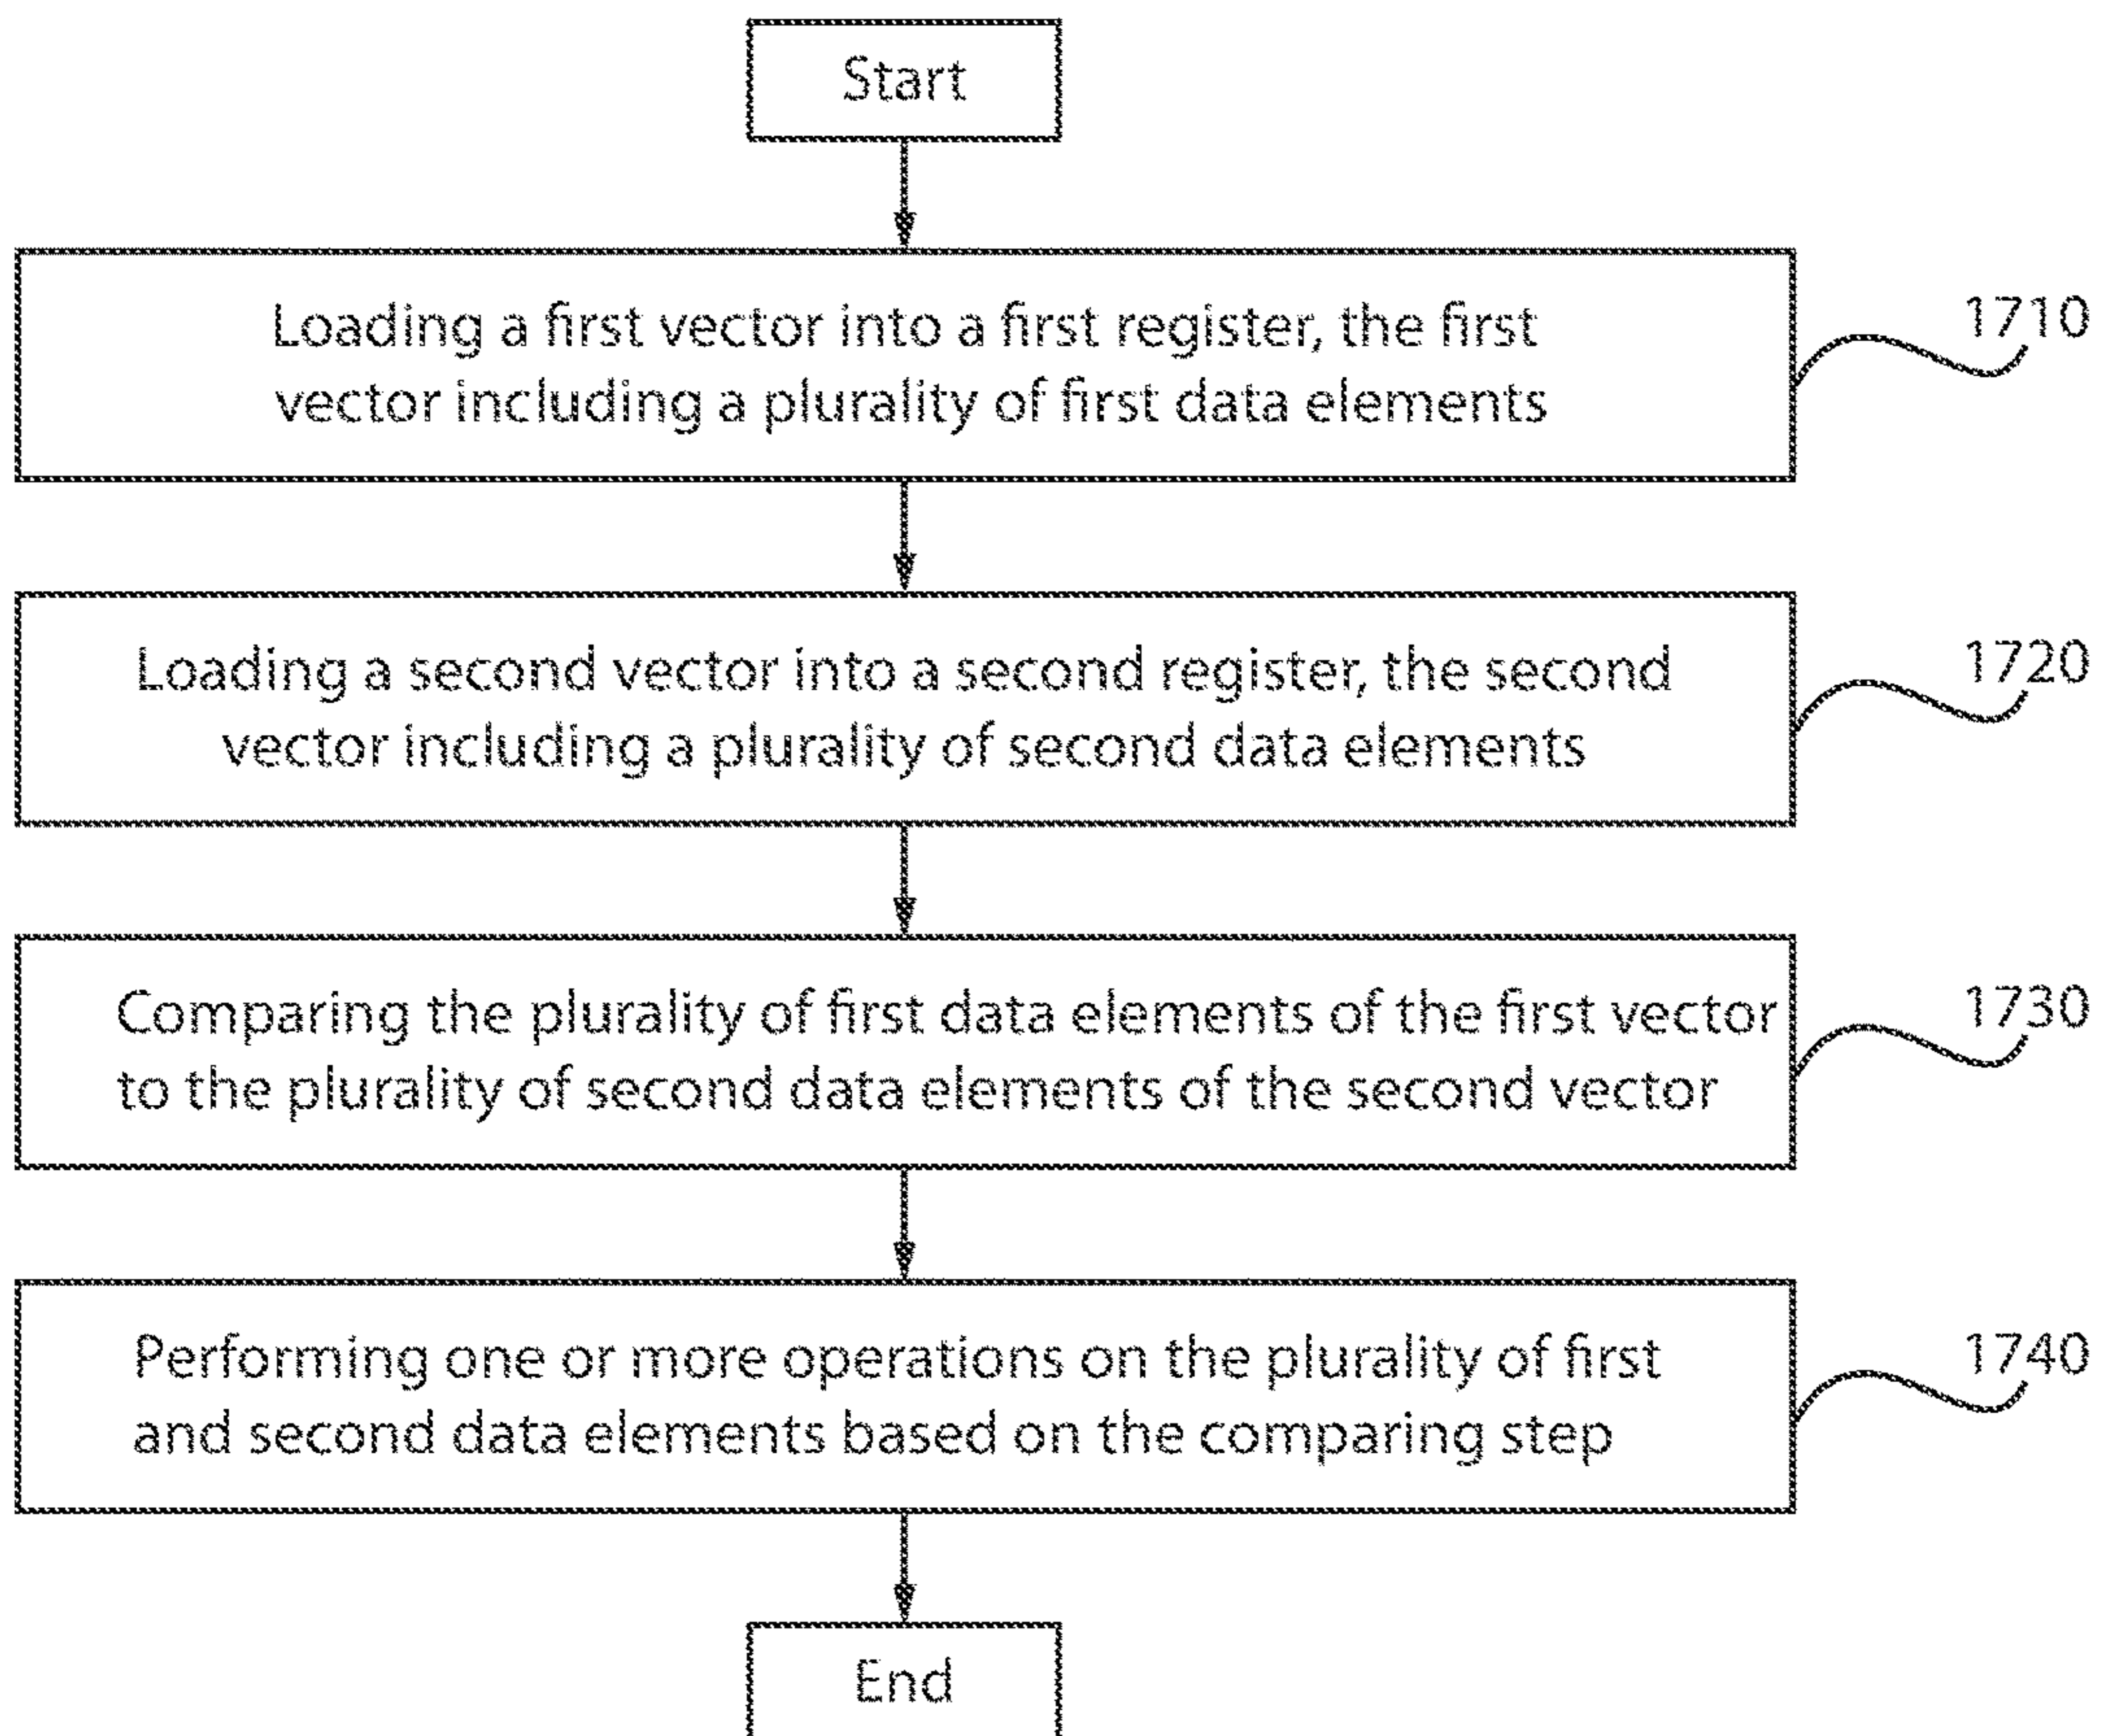 Start
Loading a first vector into a first register, the first
vector including a plurality of first data elements
1710
Loading a second vector into a second register, the second
vector including a plurality of second data elements
1720
Comparing the plurality of first data elements of the first vector
to the plurality of second data elements of the second vector
1730
Performing one or more operations on the plurality of first
and second data elements based on the comparing step
1740
End